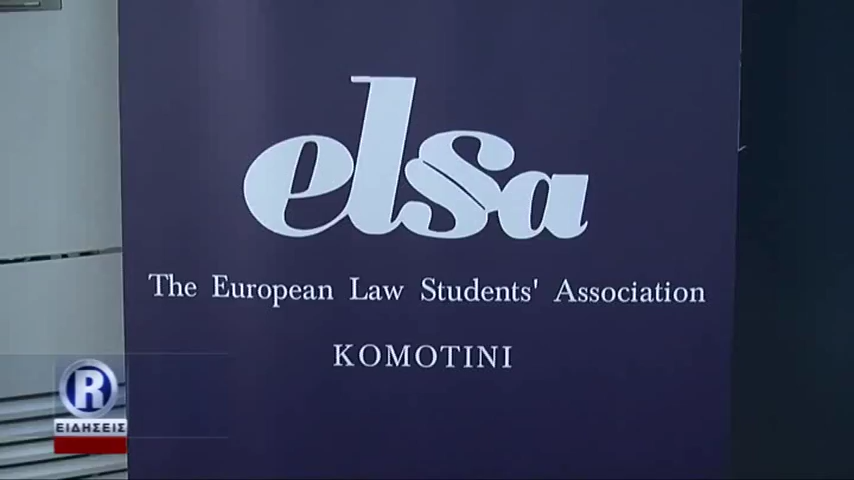 elsa
The European Law Students' Association
KOMOTINI
R
ΕΙΔΗΣΕΙΣ